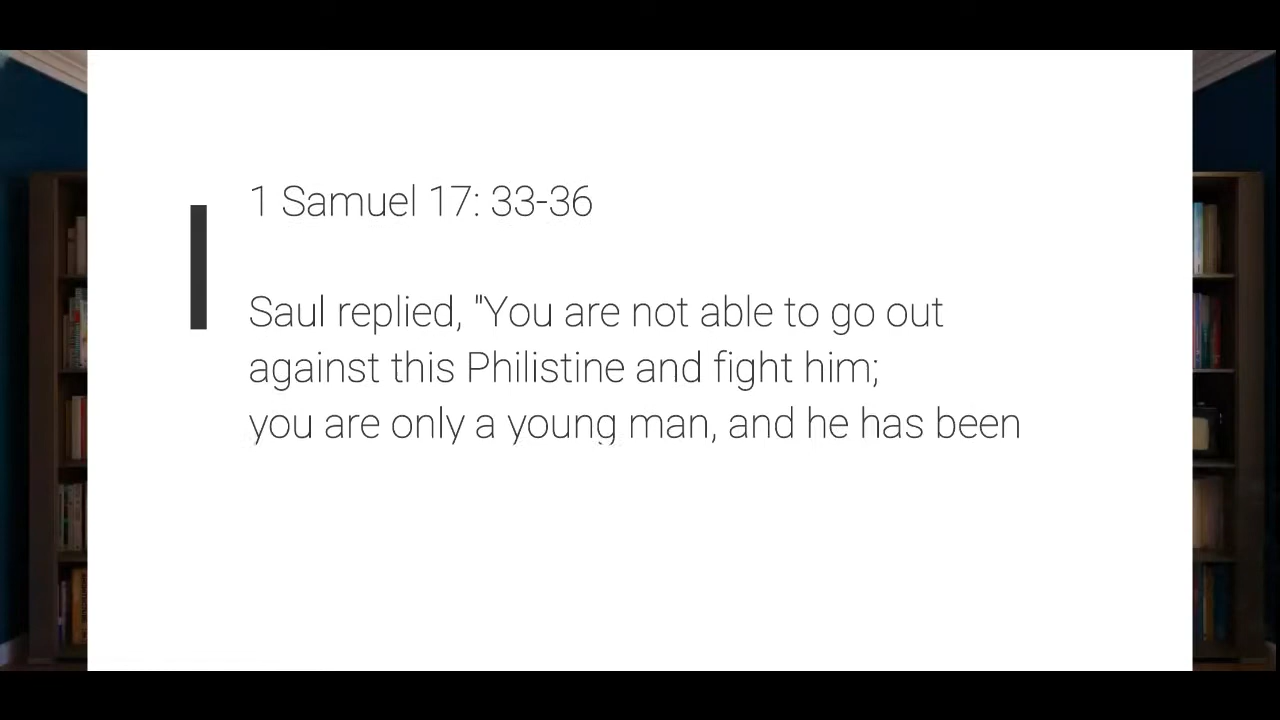 1 Samuel 17: 33-36
Saul replied, "You are not able to go out
against this Philistine and fight him;
you are only a young man, and he has been